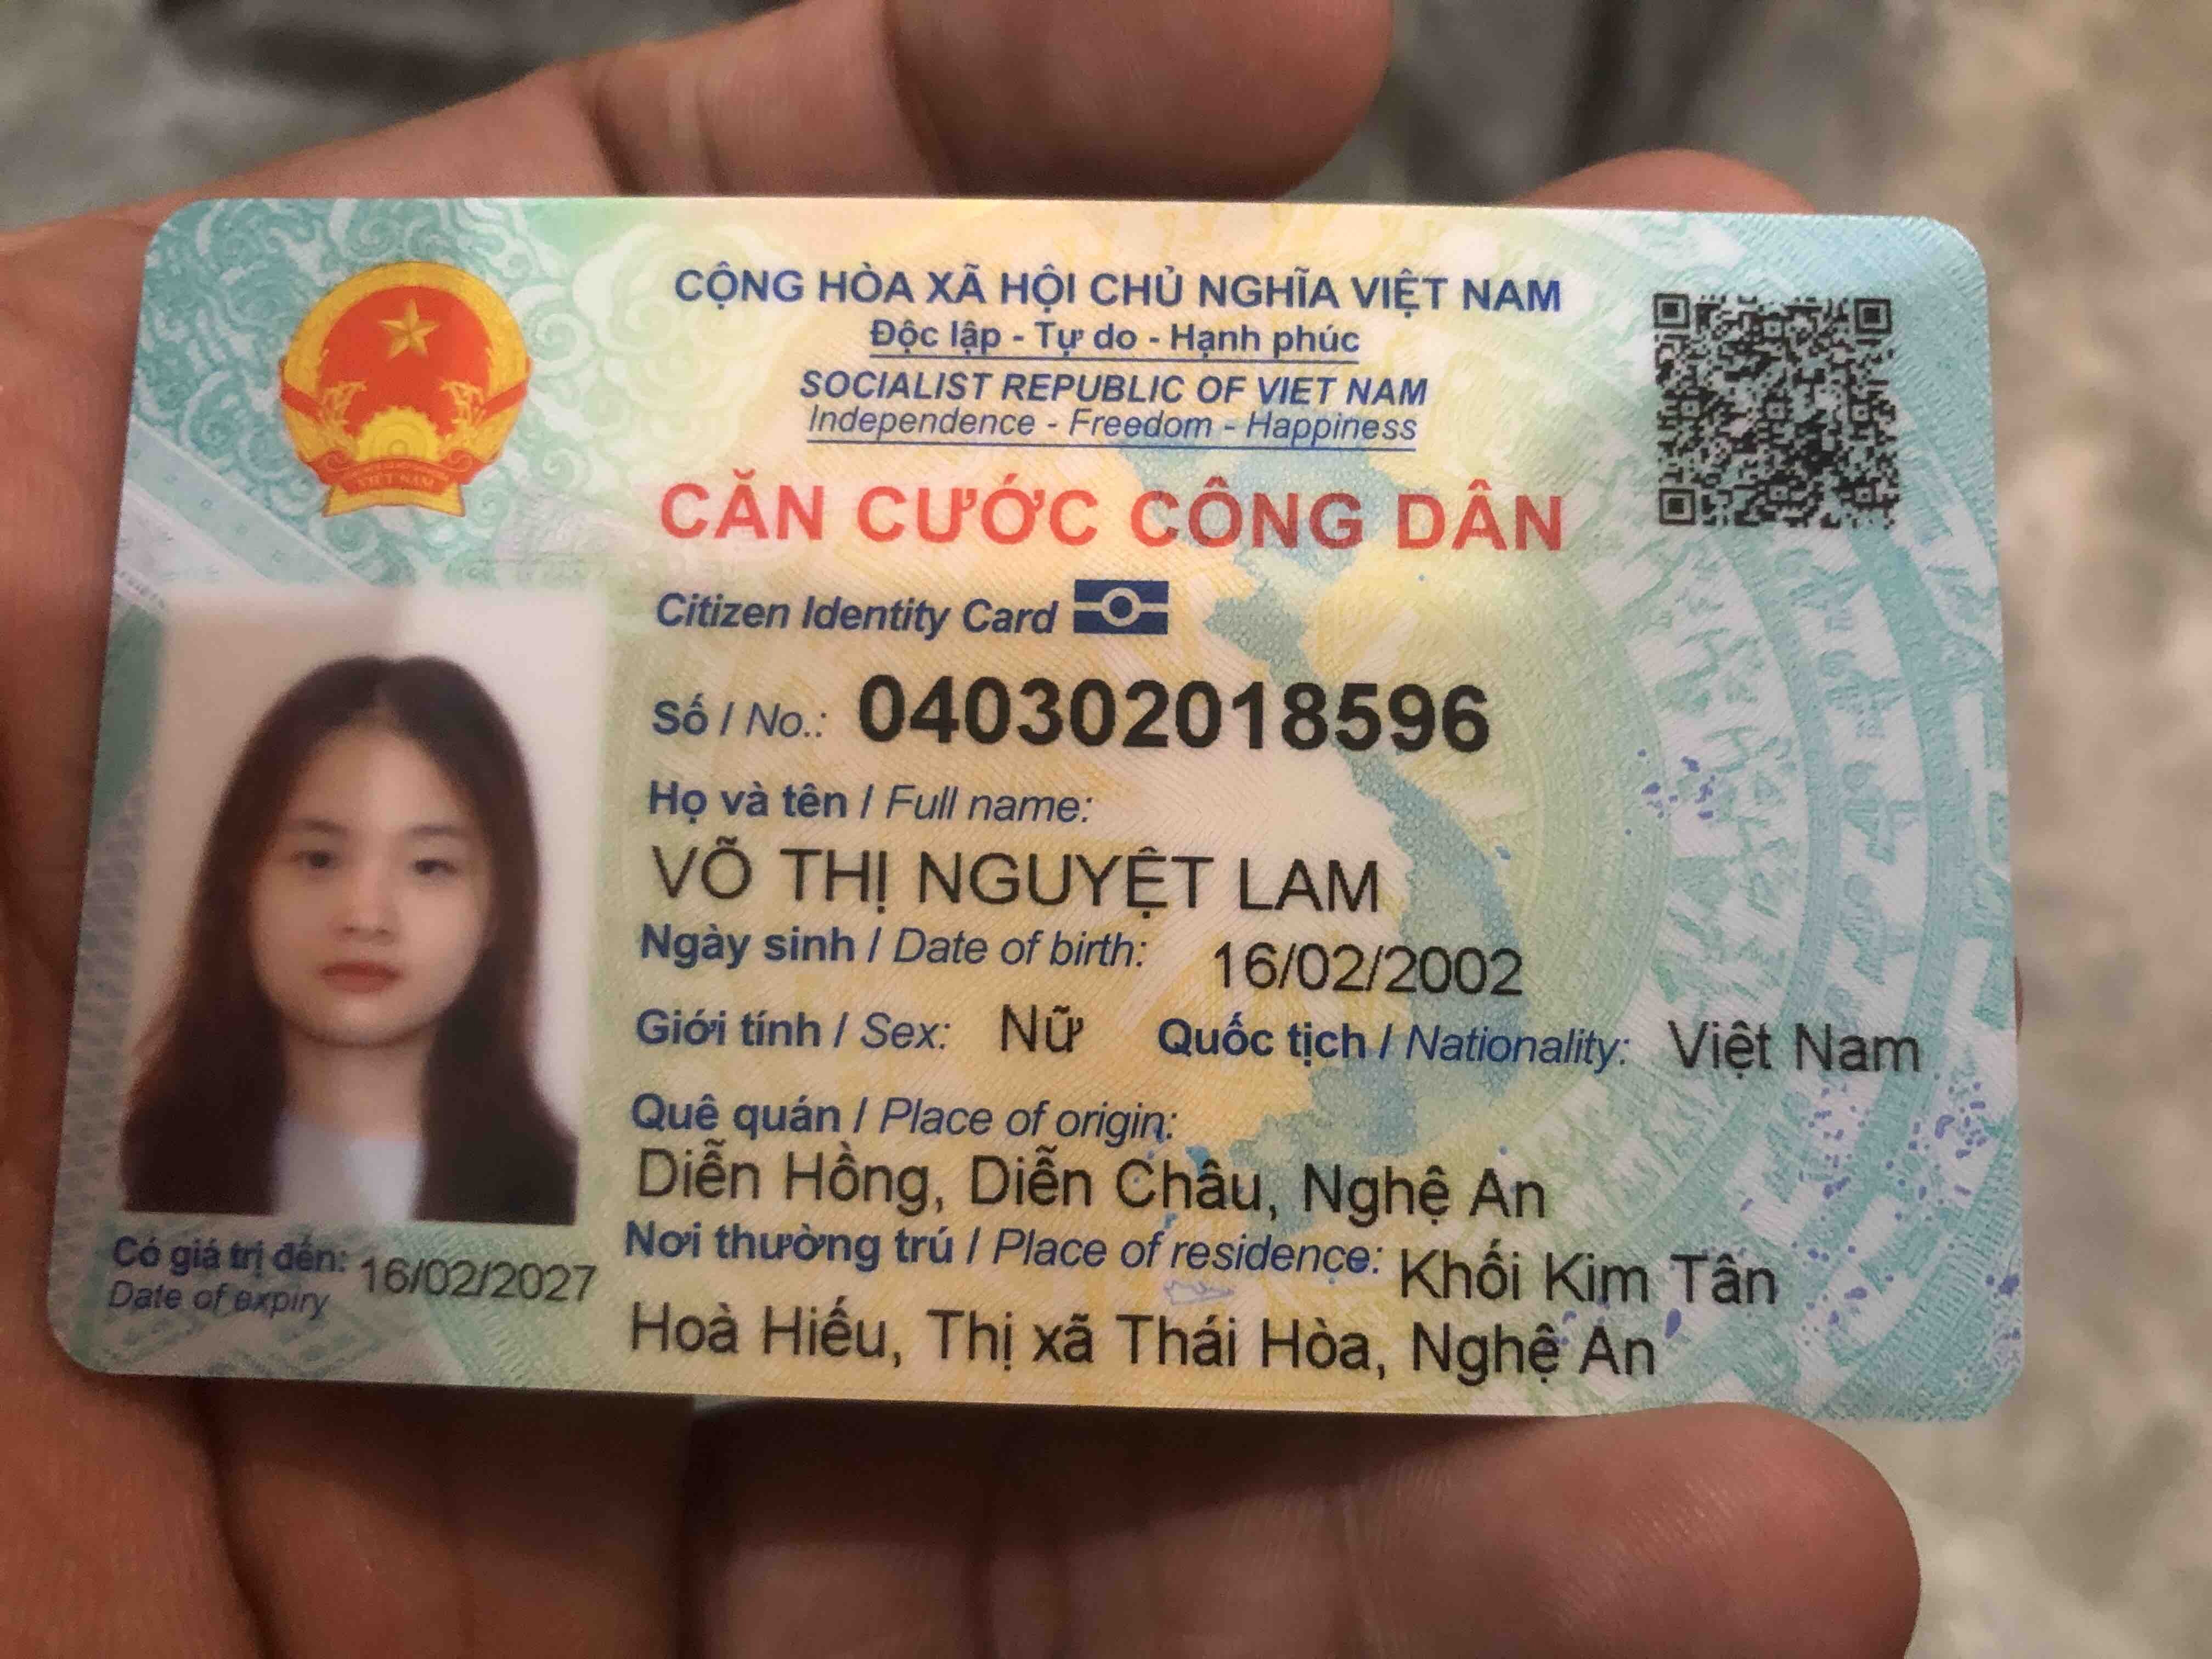 CỘNG HÒA XÃ HỘI CHỦ NGHĨA VIỆT NAM
Độc lập - Tự do - Hạnh phúc
SOCIALIST REPUBLIC OF VIET NAM
Independence - Freedom - Happiness
CĂN CƯỚC CÔNG DÂN
Citizen Identity Card
Số / No.: 040302018596
Họ và tên / Full name:
VÕ THỊ NGUYỆT LAM
Ngày sinh / Date of birth: 16/02/2002
Giới tính / Sex: Nữ Quốc tịch / Nationality: Việt Nam
Quê quán / Place of origin:
Diễn Hồng, Diễn Châu, Nghệ An
Nơi thường trú / Place of residence: Khối Kim Tân
Hoà Hiếu, Thị xã Thái Hòa, Nghệ An
Có giá trị đến: 16/02/2027
Date of expiry
VIỆT NAM